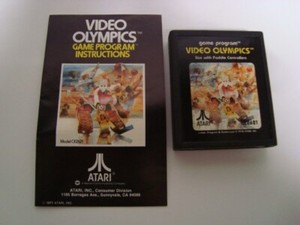 VIDEO
OLYMPICS™
GAME PROGRAM™
INSTRUCTIONS
ATARI
ATARI, INC., Consumer Division
game program™
VIDEO OLYMPICS™
Use with Paddle Controllers
ATARI